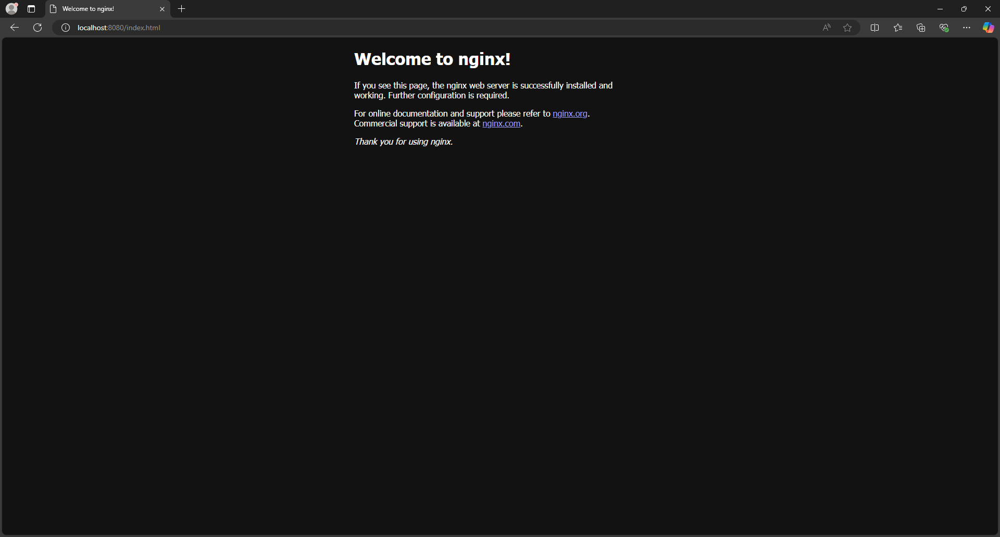 Welcome to nginx!
localhost:8080/index.html
Welcome to nginx!
If you see this page, the nginx web server is successfully installed and
working. Further configuration is required.
For online documentation and support please refer to nginx.org.
Commercial support is available at nginx.com.
Thank you for using nginx.